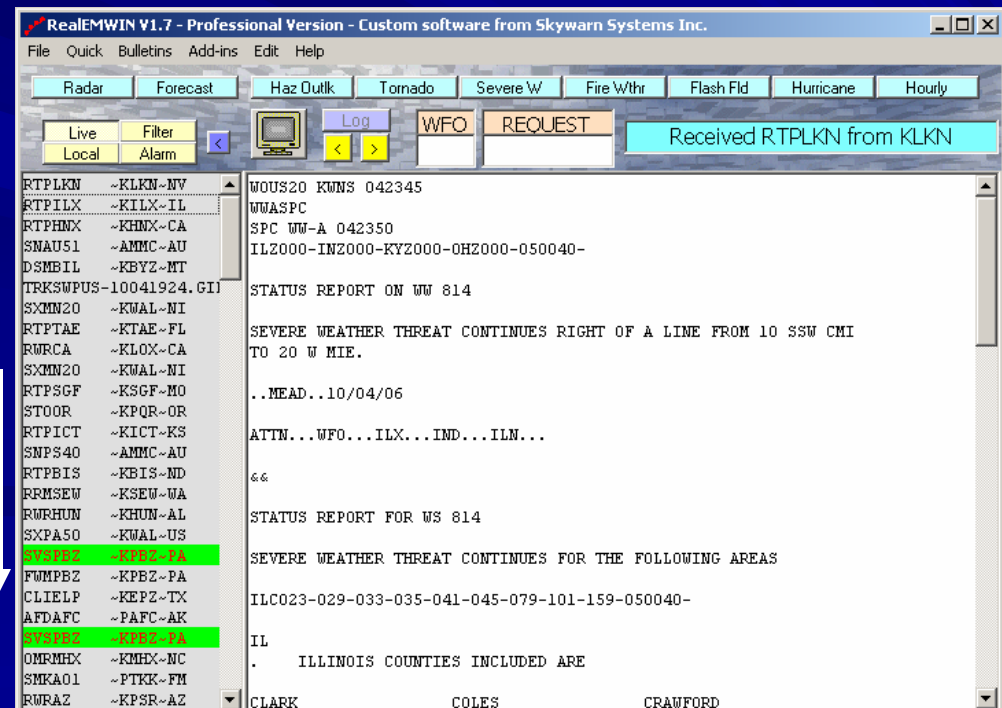 RealEMWIN V1.7 - Professional Version - Custom software from Skywarn Systems Inc.
File Quick Bulletins Add-ins Edit Help
Radar Forecast Haz Outlk Tornado Severe W Fire Wthr Flash Fld Hurricane Hourly
Live Filter < Log WFO REQUEST Received RTPLKN from KLKN
Local Alarm < >
RTPLKN ~KLKN~NV
RTPILX ~KILX~IL
RTPHNX ~KHNX~CA
SNAU51 ~AMMC~AU
DSMBIL ~KBYZ~MT
TRKSWPUS-10041924.GI
SXMN20 ~KWAL~NI
RTPTAE ~KTAE~FL
RWRCA ~KLOX~CA
SXMN20 ~KWAL~NI
RTPSGF ~KSGF~MO
STOOR ~KPQR~OR
RTPICT ~KICT~KS
SNPS40 ~AMMC~AU
RTPBIS ~KBIS~ND
RRMSEW ~KSEW~WA
RWRHUN ~KHUN~AL
SXPA50 ~KWAL~US
SVSPBZ ~KPBZ~PA
FWMPBZ ~KPBZ~PA
CLIELP ~KEPZ~TX
AFDAFC ~PAFC~AK
SVSPBZ ~KPBZ~PA
OMRMHX ~KMHX~NC
SMKA01 ~PTKK~FM
RWRAZ ~KPSR~AZ
WOUS20 KWNS 042345
WWASPC
SPC WW-A 042350
ILZ000-INZ000-KYZ000-OHZ000-050040-
STATUS REPORT ON WW 814
SEVERE WEATHER THREAT CONTINUES RIGHT OF A LINE FROM 10 SSW CMI
TO 20 W MIE.
..MEAD..10/04/06
ATTN...WFO...ILX...IND...ILN...
&&
STATUS REPORT FOR WS 814
SEVERE WEATHER THREAT CONTINUES FOR THE FOLLOWING AREAS
ILC023-029-033-035-041-045-079-101-159-050040-
IL
. ILLINOIS COUNTIES INCLUDED ARE
CLARK COLES CRAWFORD